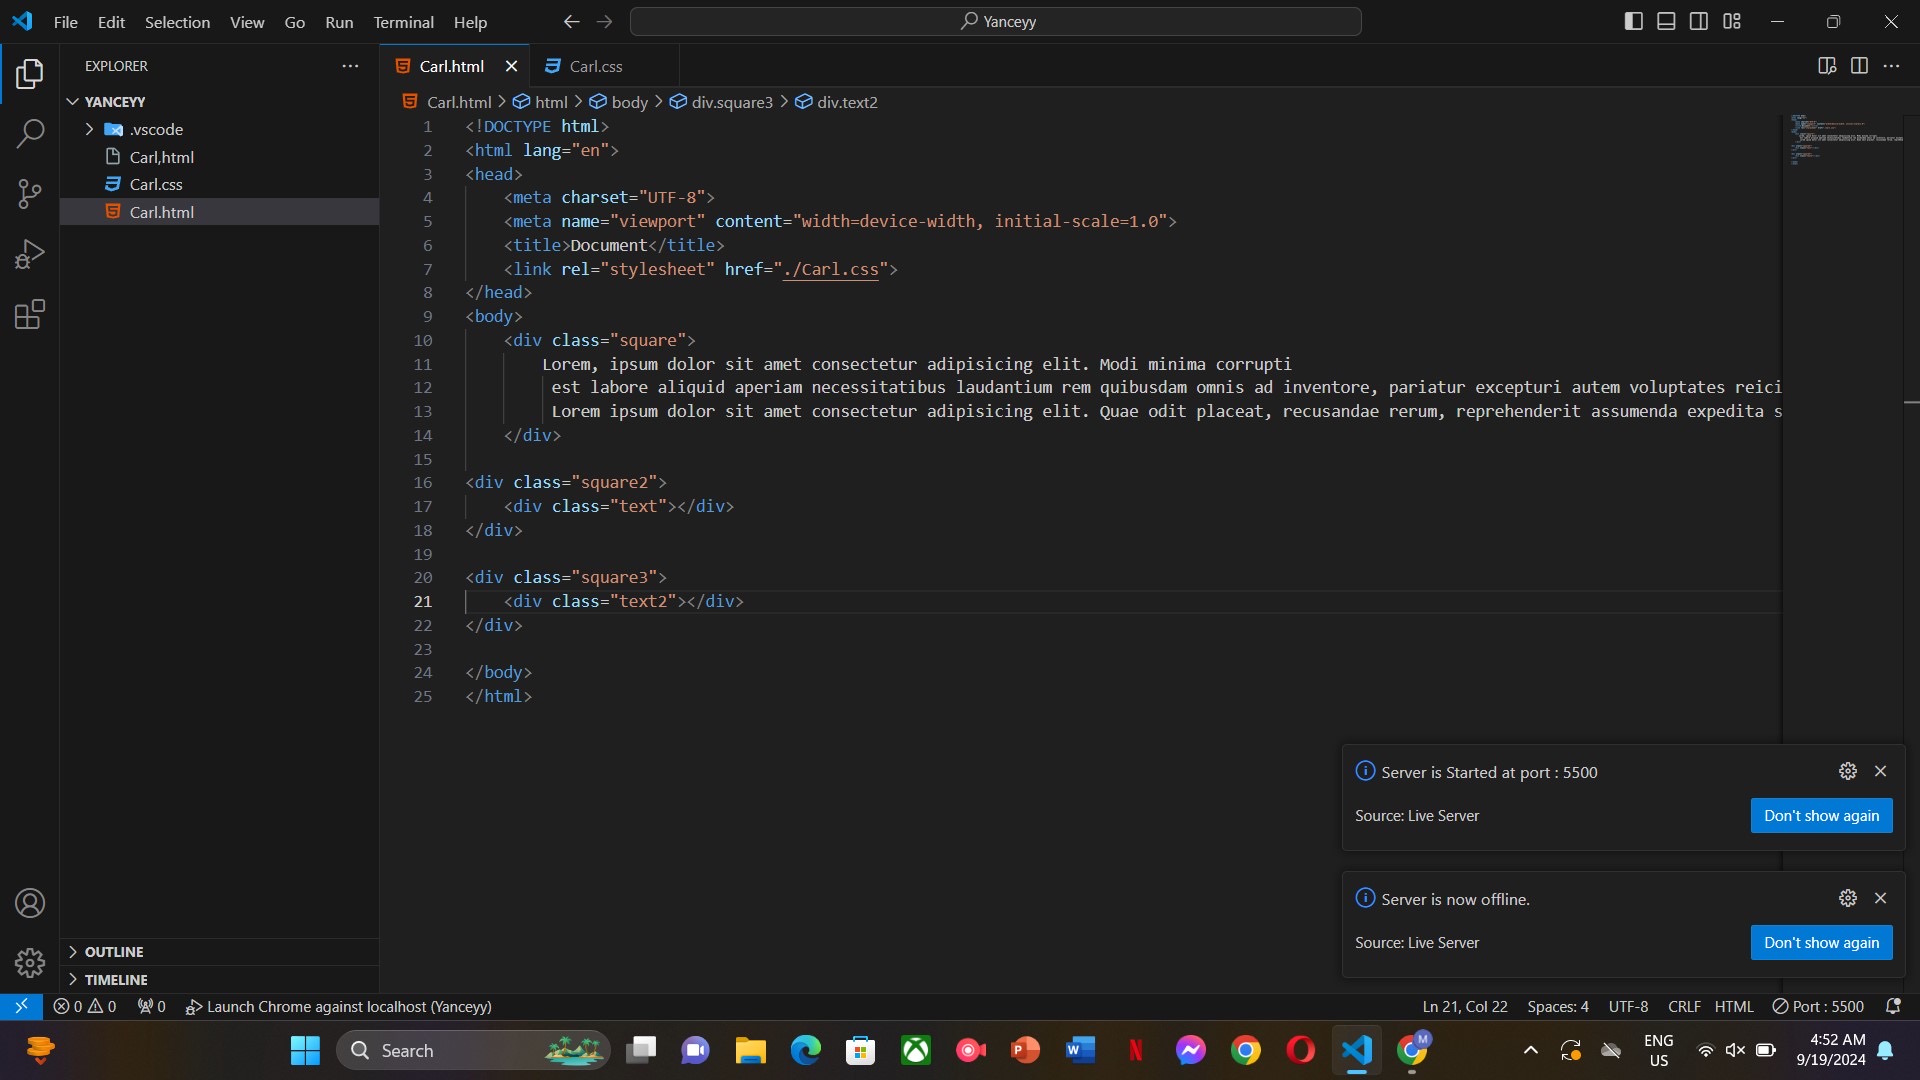 File Edit Selection View Go Run Terminal Help
Yanceyy
EXPLORER
YANCEYY
.vscode
Carl,html
Carl.css
Carl.html
OUTLINE
TIMELINE
Carl.html
Carl.css
Carl.html > html > body > div.square3 > div.text2
1 <!DOCTYPE html>
2 <html lang="en">
3 <head>
4 <meta charset="UTF-8">
5 <meta name="viewport" content="width=device-width, initial-scale=1.0">
6 <title>Document</title>
7 <link rel="stylesheet" href="./Carl.css">
8 </head>
9 <body>
10 <div class="square">
11 Lorem, ipsum dolor sit amet consectetur adipisicing elit. Modi minima corrupti
12 est labore aliquid aperiam necessitatibus laudantium rem quibusdam omnis ad inventore, pariatur excepturi autem voluptates reici
13 Lorem ipsum dolor sit amet consectetur adipisicing elit. Quae odit placeat, recusandae rerum, reprehenderit assumenda expedita s
14 </div>
15
16 <div class="square2">
17 <div class="text"></div>
18 </div>
19
20 <div class="square3">
21 <div class="text2"></div>
22 </div>
23
24 </body>
25 </html>
Server is Started at port : 5500
Source: Live Server
Don't show again
Server is now offline.
Source: Live Server
Don't show again
0 0 0 Launch Chrome against localhost (Yanceyy) Ln 21, Col 22 Spaces: 4 UTF-8 CRLF HTML Port : 5500
Search
ENG
US
4:52 AM
9/19/2024